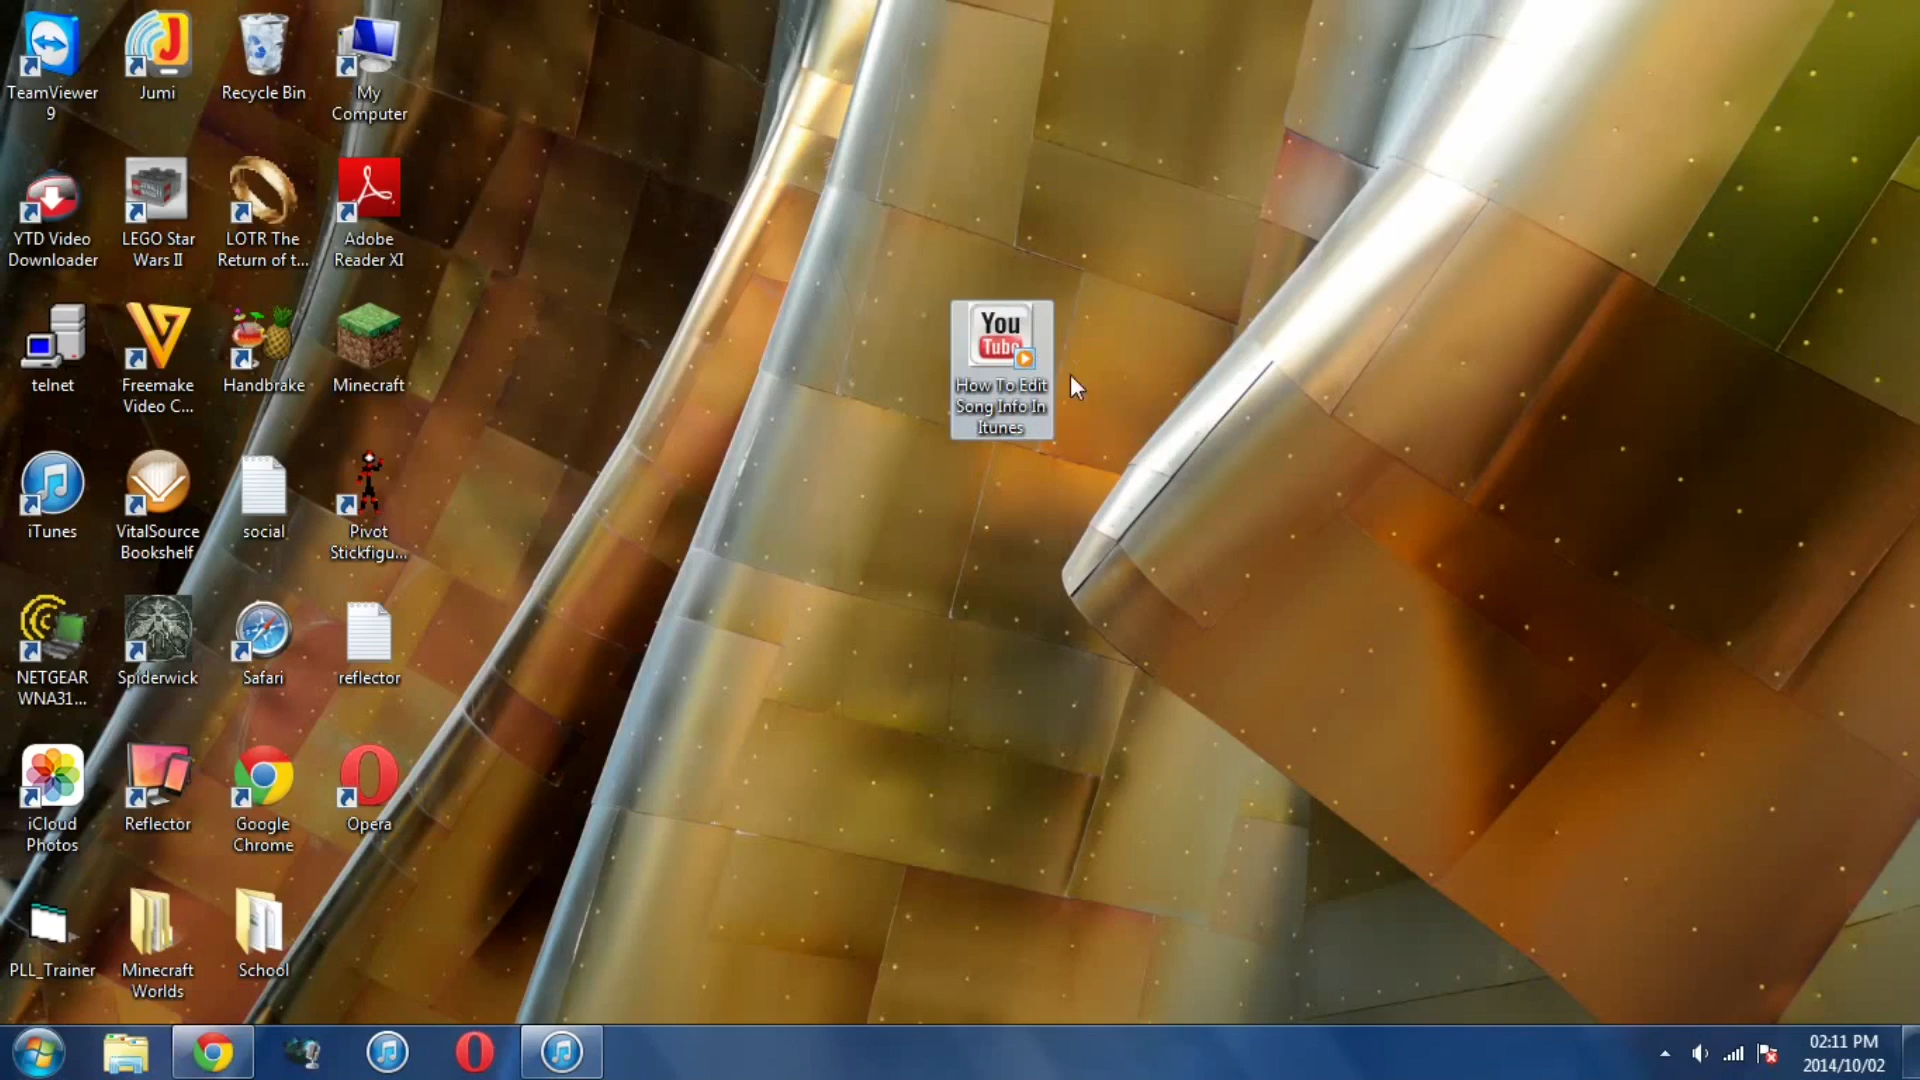 TeamViewer
9
Jumi
Recycle Bin
My
Computer
YTD Video
Downloader
LEGO Star
Wars II
LOTR The
Return of t...
Adobe
Reader XI
You
Tube
How To Edit
Song Info In
Itunes
telnet
Freemake
Video C...
Handbrake
Minecraft
iTunes
VitalSource
Bookshelf
social
Pivot
Stickfigu...
NETGEAR
WNA31...
Spiderwick
Safari
reflector
iCloud
Photos
Reflector
Google
Chrome
Opera
PLL_Trainer
Minecraft
Worlds
School
02:11 PM
2014/10/02